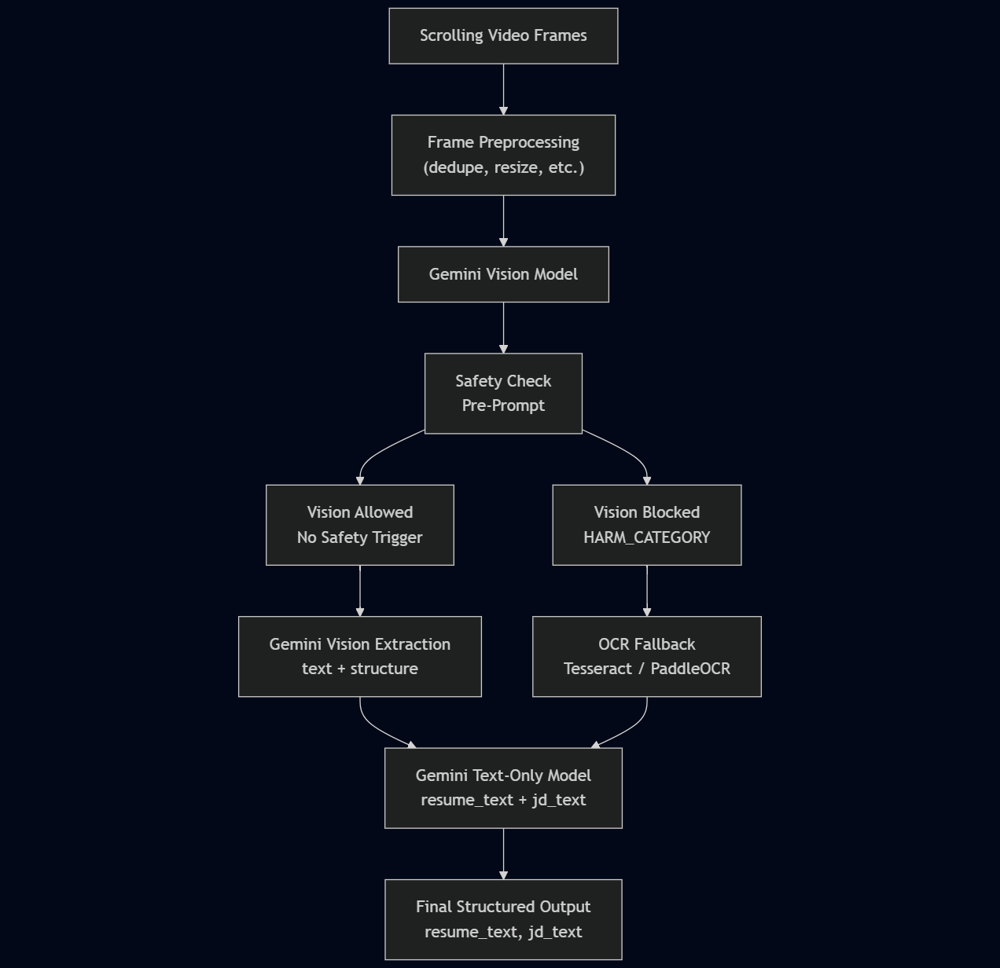 Scrolling Video Frames
Frame Preprocessing
(dedupe, resize, etc.)
Gemini Vision Model
Safety Check
Pre-Prompt
Vision Allowed
No Safety Trigger
Vision Blocked
HARM_CATEGORY
Gemini Vision Extraction
text + structure
OCR Fallback
Tesseract / PaddleOCR
Gemini Text-Only Model
resume_text + jd_text
Final Structured Output
resume_text, jd_text